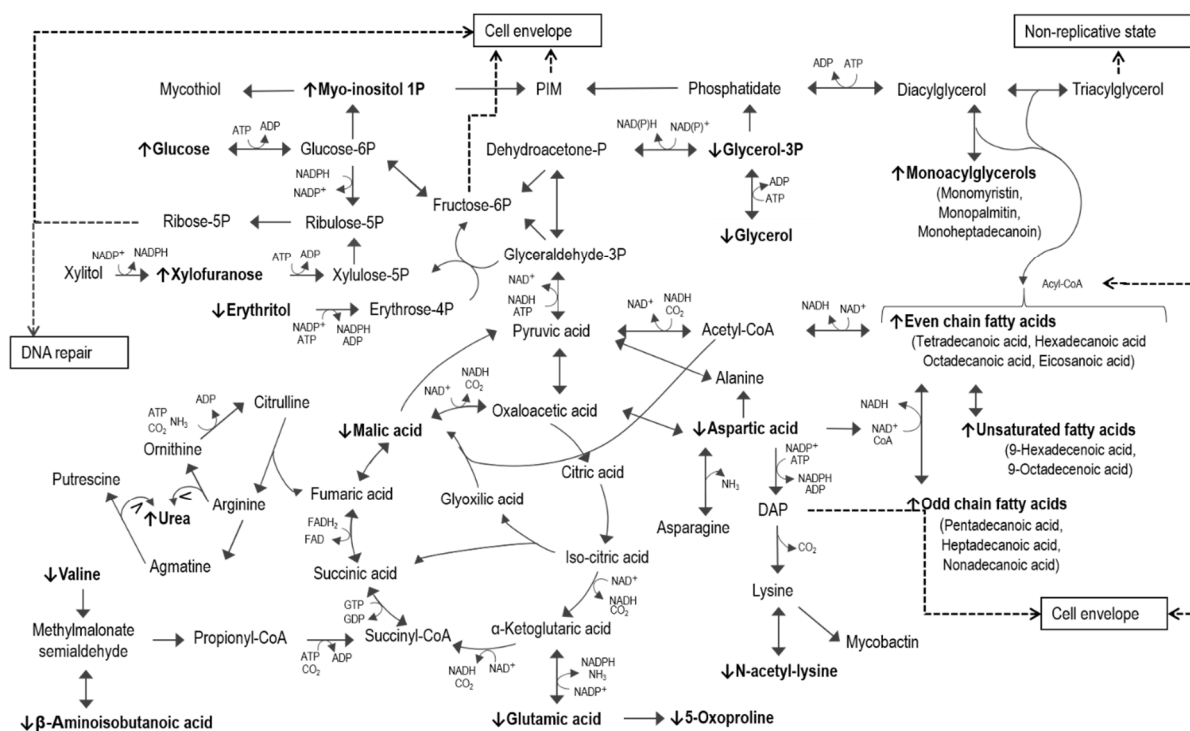 Cell envelope
Non-replicative state
Mycothiol
↑Myo-inositol 1P
PIM
Phosphatidate
ADP ATP
Diacylglycerol
Triacylglycerol
↑Glucose
ATP ADP
Glucose-6P
Dehydroacetone-P
NAD(P)H NAD(P)⁺
↓Glycerol-3P
↑Monoacylglycerols
(Monomyristin,
Monopalmitin,
Monoheptadecanoin)
NADPH
NADP⁺
ADP
ATP
Fructose-6P
Ribose-5P
Ribulose-5P
↓Glycerol
Glyceraldehyde-3P
Xylitol
NADP⁺ NADPH
↑Xylofuranose
ATP ADP
Xylulose-5P
NAD⁺
NADH
ATP
Acyl-CoA
↓Erythritol
NADP⁺
ATP
NADPH
ADP
Erythrose-4P
Pyruvic acid
NAD⁺
NADH
CO₂
Acetyl-CoA
NADH NAD⁺
↑Even chain fatty acids
(Tetradecanoic acid, Hexadecanoic acid
Octadecanoic acid, Eicosanoic acid)
DNA repair
Alanine
NADH
NAD⁺
CoA
↑Unsaturated fatty acids
(9-Hexadecenoic acid,
9-Octadecenoic acid)
ATP
CO₂
NH₃
ADP
Citrulline
NAD⁺
NADH
CO₂
Oxaloacetic acid
↓Malic acid
↓Aspartic acid
Ornithine
NADP⁺
ATP
NADPH
ADP
Citric acid
NH₃
Putrescine
Arginine
Fumaric acid
Glyoxilic acid
↑Urea
Asparagine
DAP
↑Odd chain fatty acids
(Pentadecanoic acid,
Heptadecanoic acid,
Nonadecanoic acid)
FADH₂
FAD
CO₂
Agmatine
Succinic acid
Iso-citric acid
↓Valine
NAD⁺
NADH
CO₂
Lysine
Cell envelope
GTP
GDP
Methylmalonate
semialdehyde
Propionyl-CoA
ATP
CO₂
ADP
Succinyl-CoA
NADH
CO₂
NAD⁺
α-Ketoglutaric acid
Mycobactin
↓N-acetyl-lysine
NADPH
NH₃
NADP⁺
↓β-Aminoisobutanoic acid
↓Glutamic acid
↓5-Oxoproline